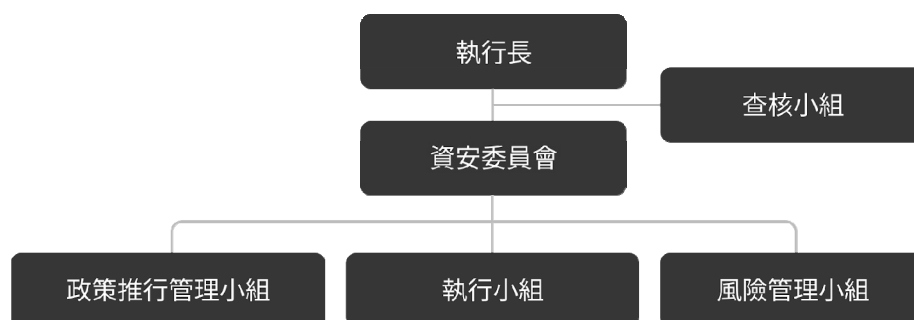 執行長
查核小組
資安委員會
政策推行管理小組
執行小組
風險管理小組